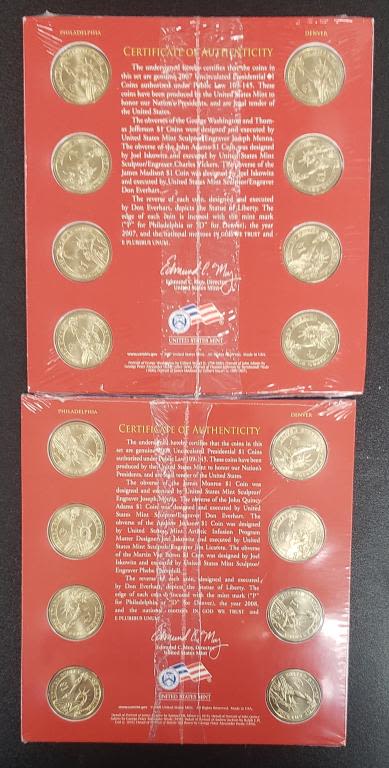 PHILADELPHIA
DENVER
CERTIFICATE OF AUTHENTICITY
The undersigned hereby certifies that the coins in
this set are genuine 2007 Uncirculated Presidential $1
Coins authorized under Public Law 109-145. These
coins have been produced by the United States Mint to
honor our Nation's Presidents, and are legal tender of
the United States.
The obverses of the George Washington and Thom-
as Jefferson $1 Coins were designed and executed by
United States Mint Sculptor/Engraver Joseph Menna.
The obverse of the John Adams $1 Coin was designed
by Joel Iskowitz and executed by United States Mint
Sculptor/Engraver Charles Vickers. The obverse of the
James Madison $1 Coin was designed by Joel Iskowitz
and executed by United States Mint Sculptor/Engraver
Don Everhart.
The reverse of each coin, designed and executed
by Don Everhart, depicts the Statue of Liberty. The
edge of each coin is incused with the mint mark
("P" for Philadelphia or "D" for Denver), the year
2007, and the national mottoes IN GOD WE TRUST and
E PLURIBUS UNUM.
Edmund C. Moy
Edmund C. Moy, Director
United States Mint
UNITED STATES MINT
PHILADELPHIA
DENVER
CERTIFICATE OF AUTHENTICITY
The undersigned hereby certifies that the coins in this
set are genuine 2008 Uncirculated Presidential $1 Coins
authorized under Public Law 109-145. These coins have been
produced by the United States Mint to honor our Nation's
Presidents, and are legal tender of the United States.
The obverse of the James Monroe $1 Coin was
designed and executed by United States Mint Sculptor/
Engraver Joseph Menna. The obverse of the John Quincy
Adams $1 Coin was designed and executed by United
States Mint Sculptor/Engraver Don Everhart. The
obverse of the Andrew Jackson $1 Coin was designed
by United States Mint Artistic Infusion Program
Master Designer Joel Iskowitz and executed by United
States Mint Sculptor/Engraver Jim Licaretz. The obverse
of the Martin Van Buren $1 Coin was designed by Joel
Iskowitz and executed by United States Mint Sculptor/
Engraver Phebe Hemphill.
The reverse of each coin, designed and executed
by Don Everhart, depicts the Statue of Liberty. The
edge of each coin is incused with the mint mark ("P"
for Philadelphia or "D" for Denver), the year 2008,
and the national mottoes IN GOD WE TRUST and
E PLURIBUS UNUM.
Edmund C. Moy
Edmund C. Moy, Director
United States Mint
UNITED STATES MINT